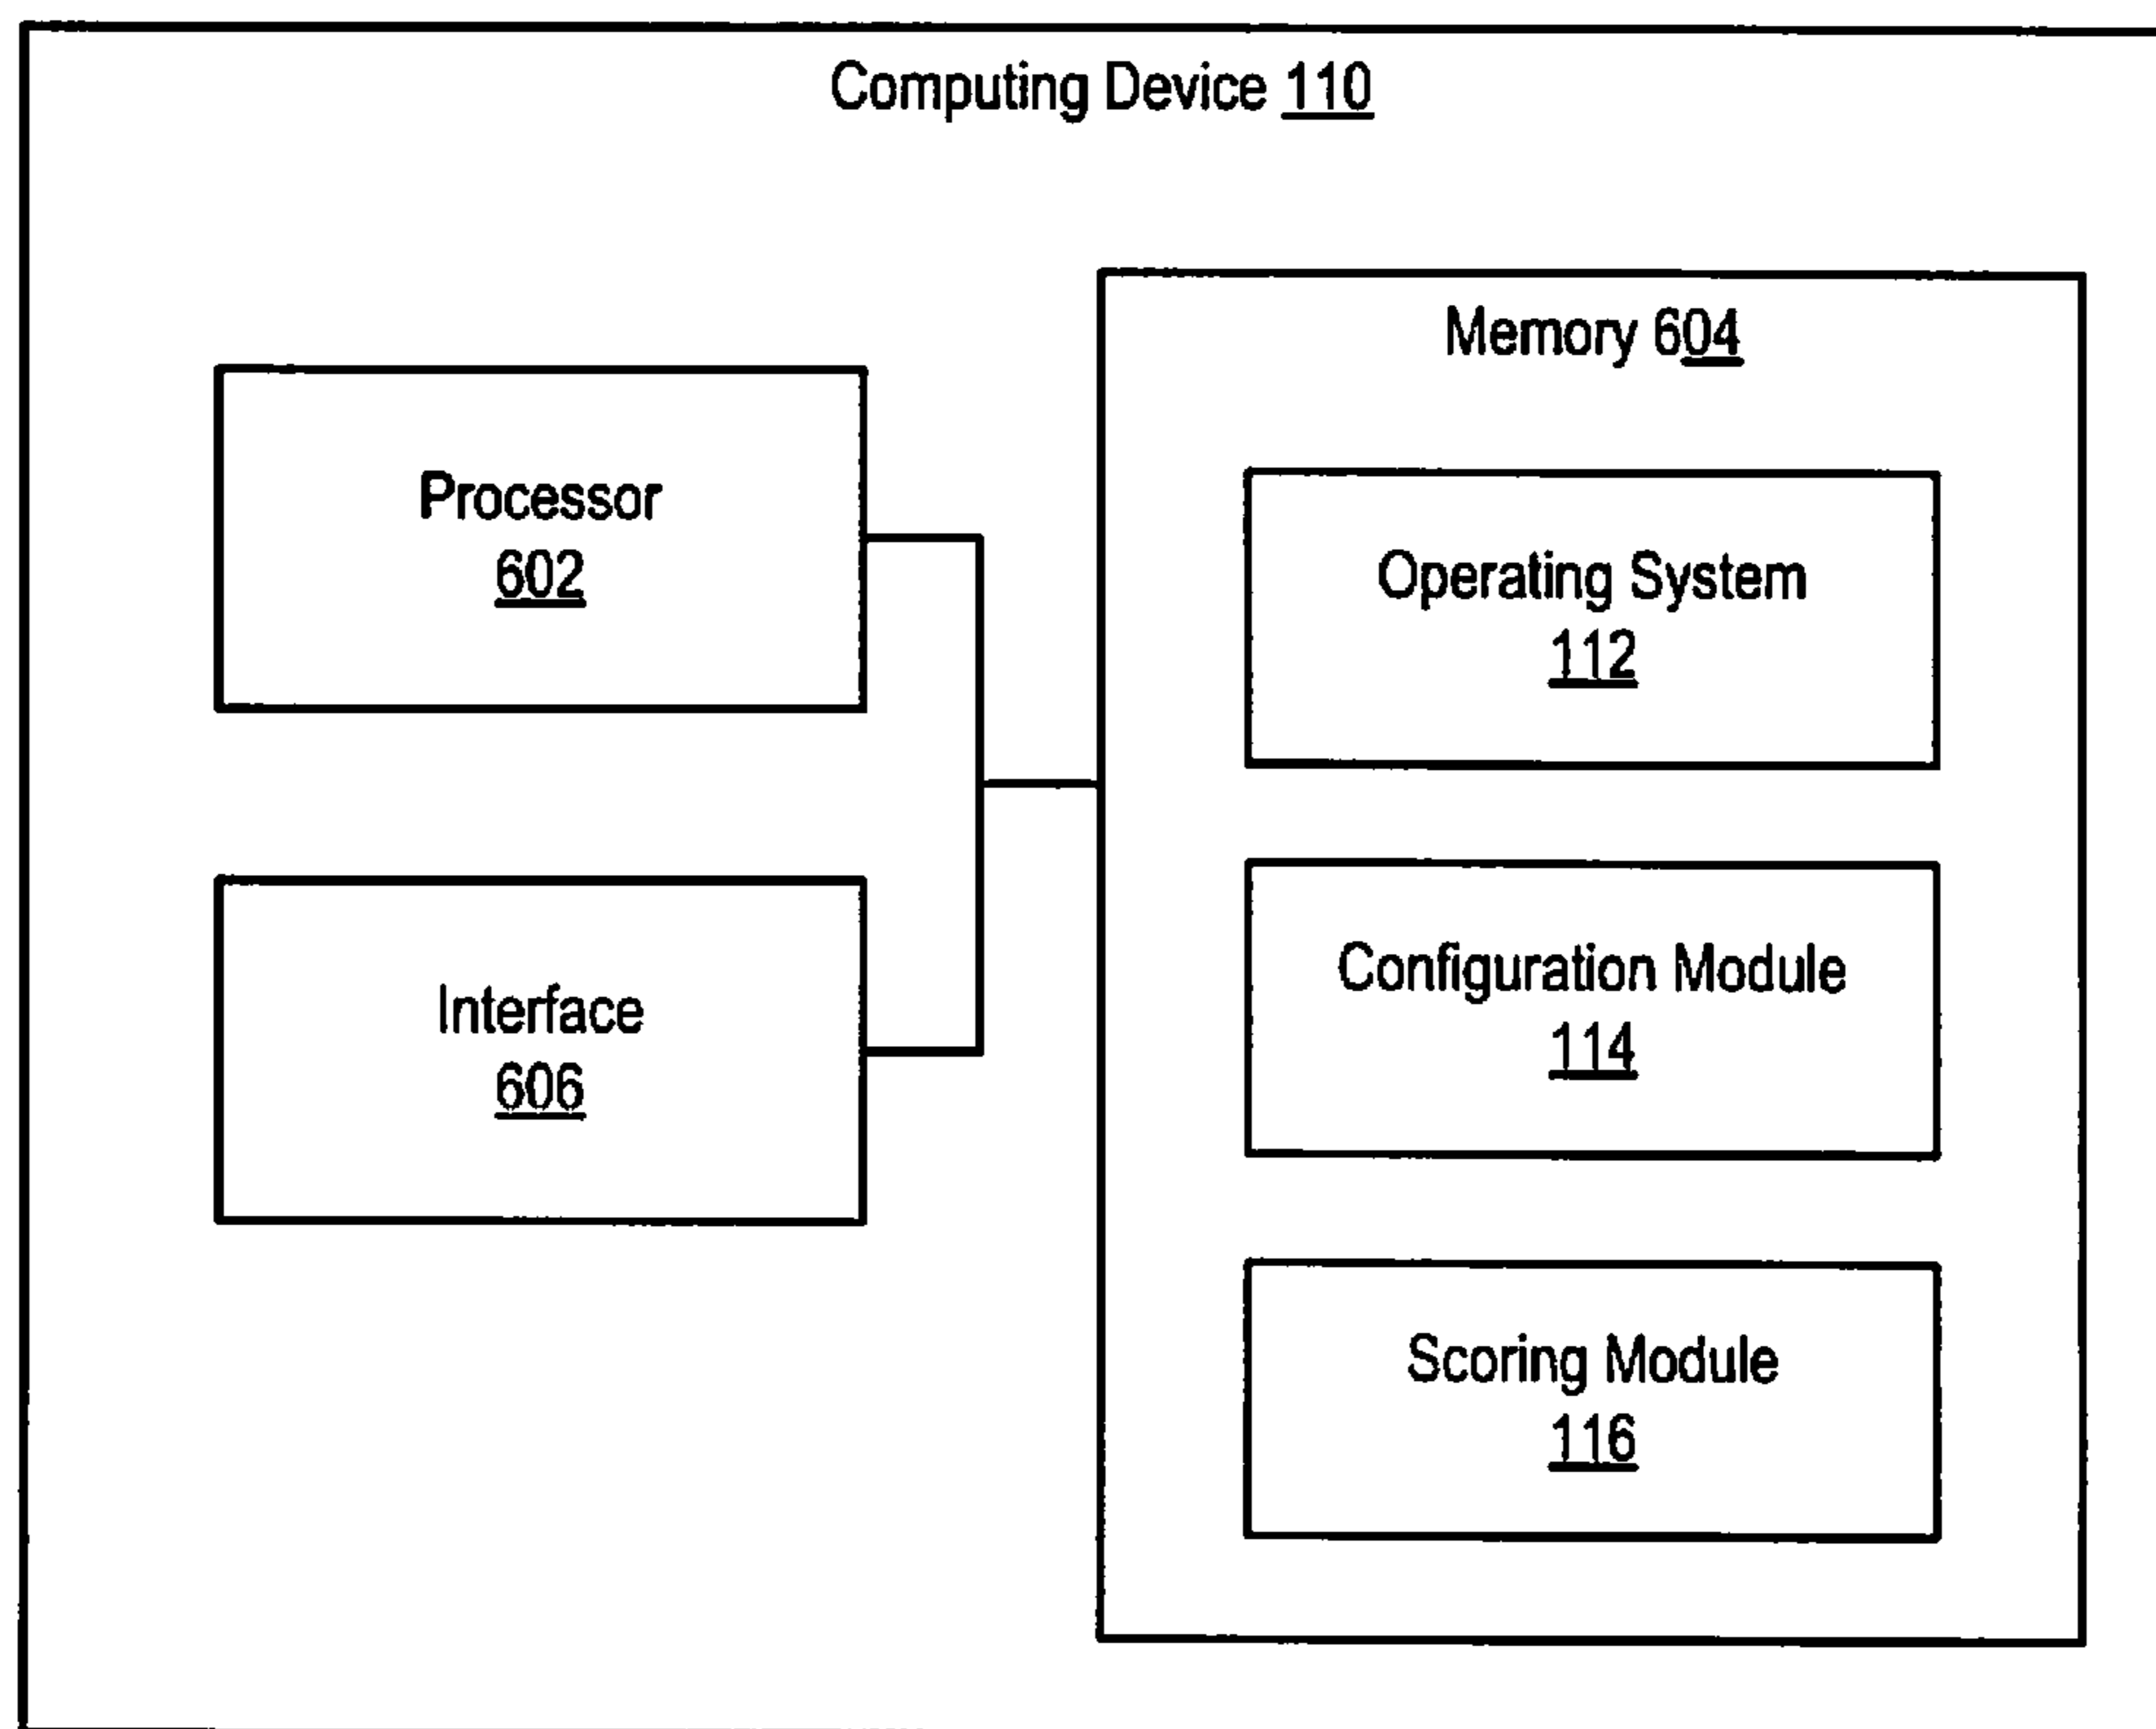 Computing Device 110
Memory 604
Processor
602
Operating System
112
Configuration Module
114
Interface
606
Scoring Module
116